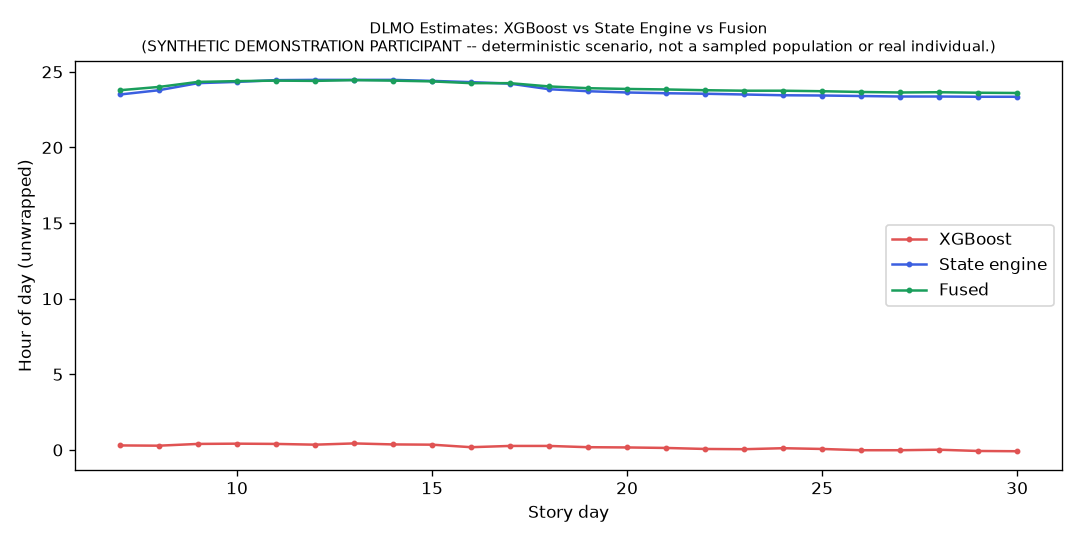 DLMO Estimates: XGBoost vs State Engine vs Fusion
(SYNTHETIC DEMONSTRATION PARTICIPANT -- deterministic scenario, not a sampled population or real individual.)
Hour of day (unwrapped)
25
20
15
10
5
0
XGBoost
State engine
Fused
10
15
20
25
30
Story day